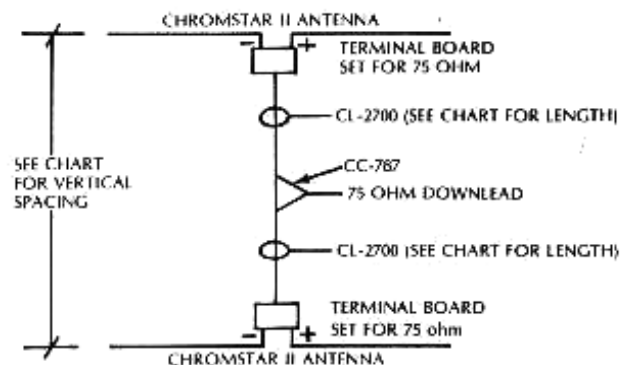 CHROMSTAR II ANTENNA
- +
TERMINAL BOARD
SET FOR 75 OHM
CL-2700 (SEE CHART FOR LENGTH)
SEE CHART
FOR VERTICAL
SPACING
CC-787
75 OHM DOWNLEAD
CL-2700 (SEE CHART FOR LENGTH)
TERMINAL BOARD
SET FOR 75 ohm
- +
CHROMSTAR II ANTENNA